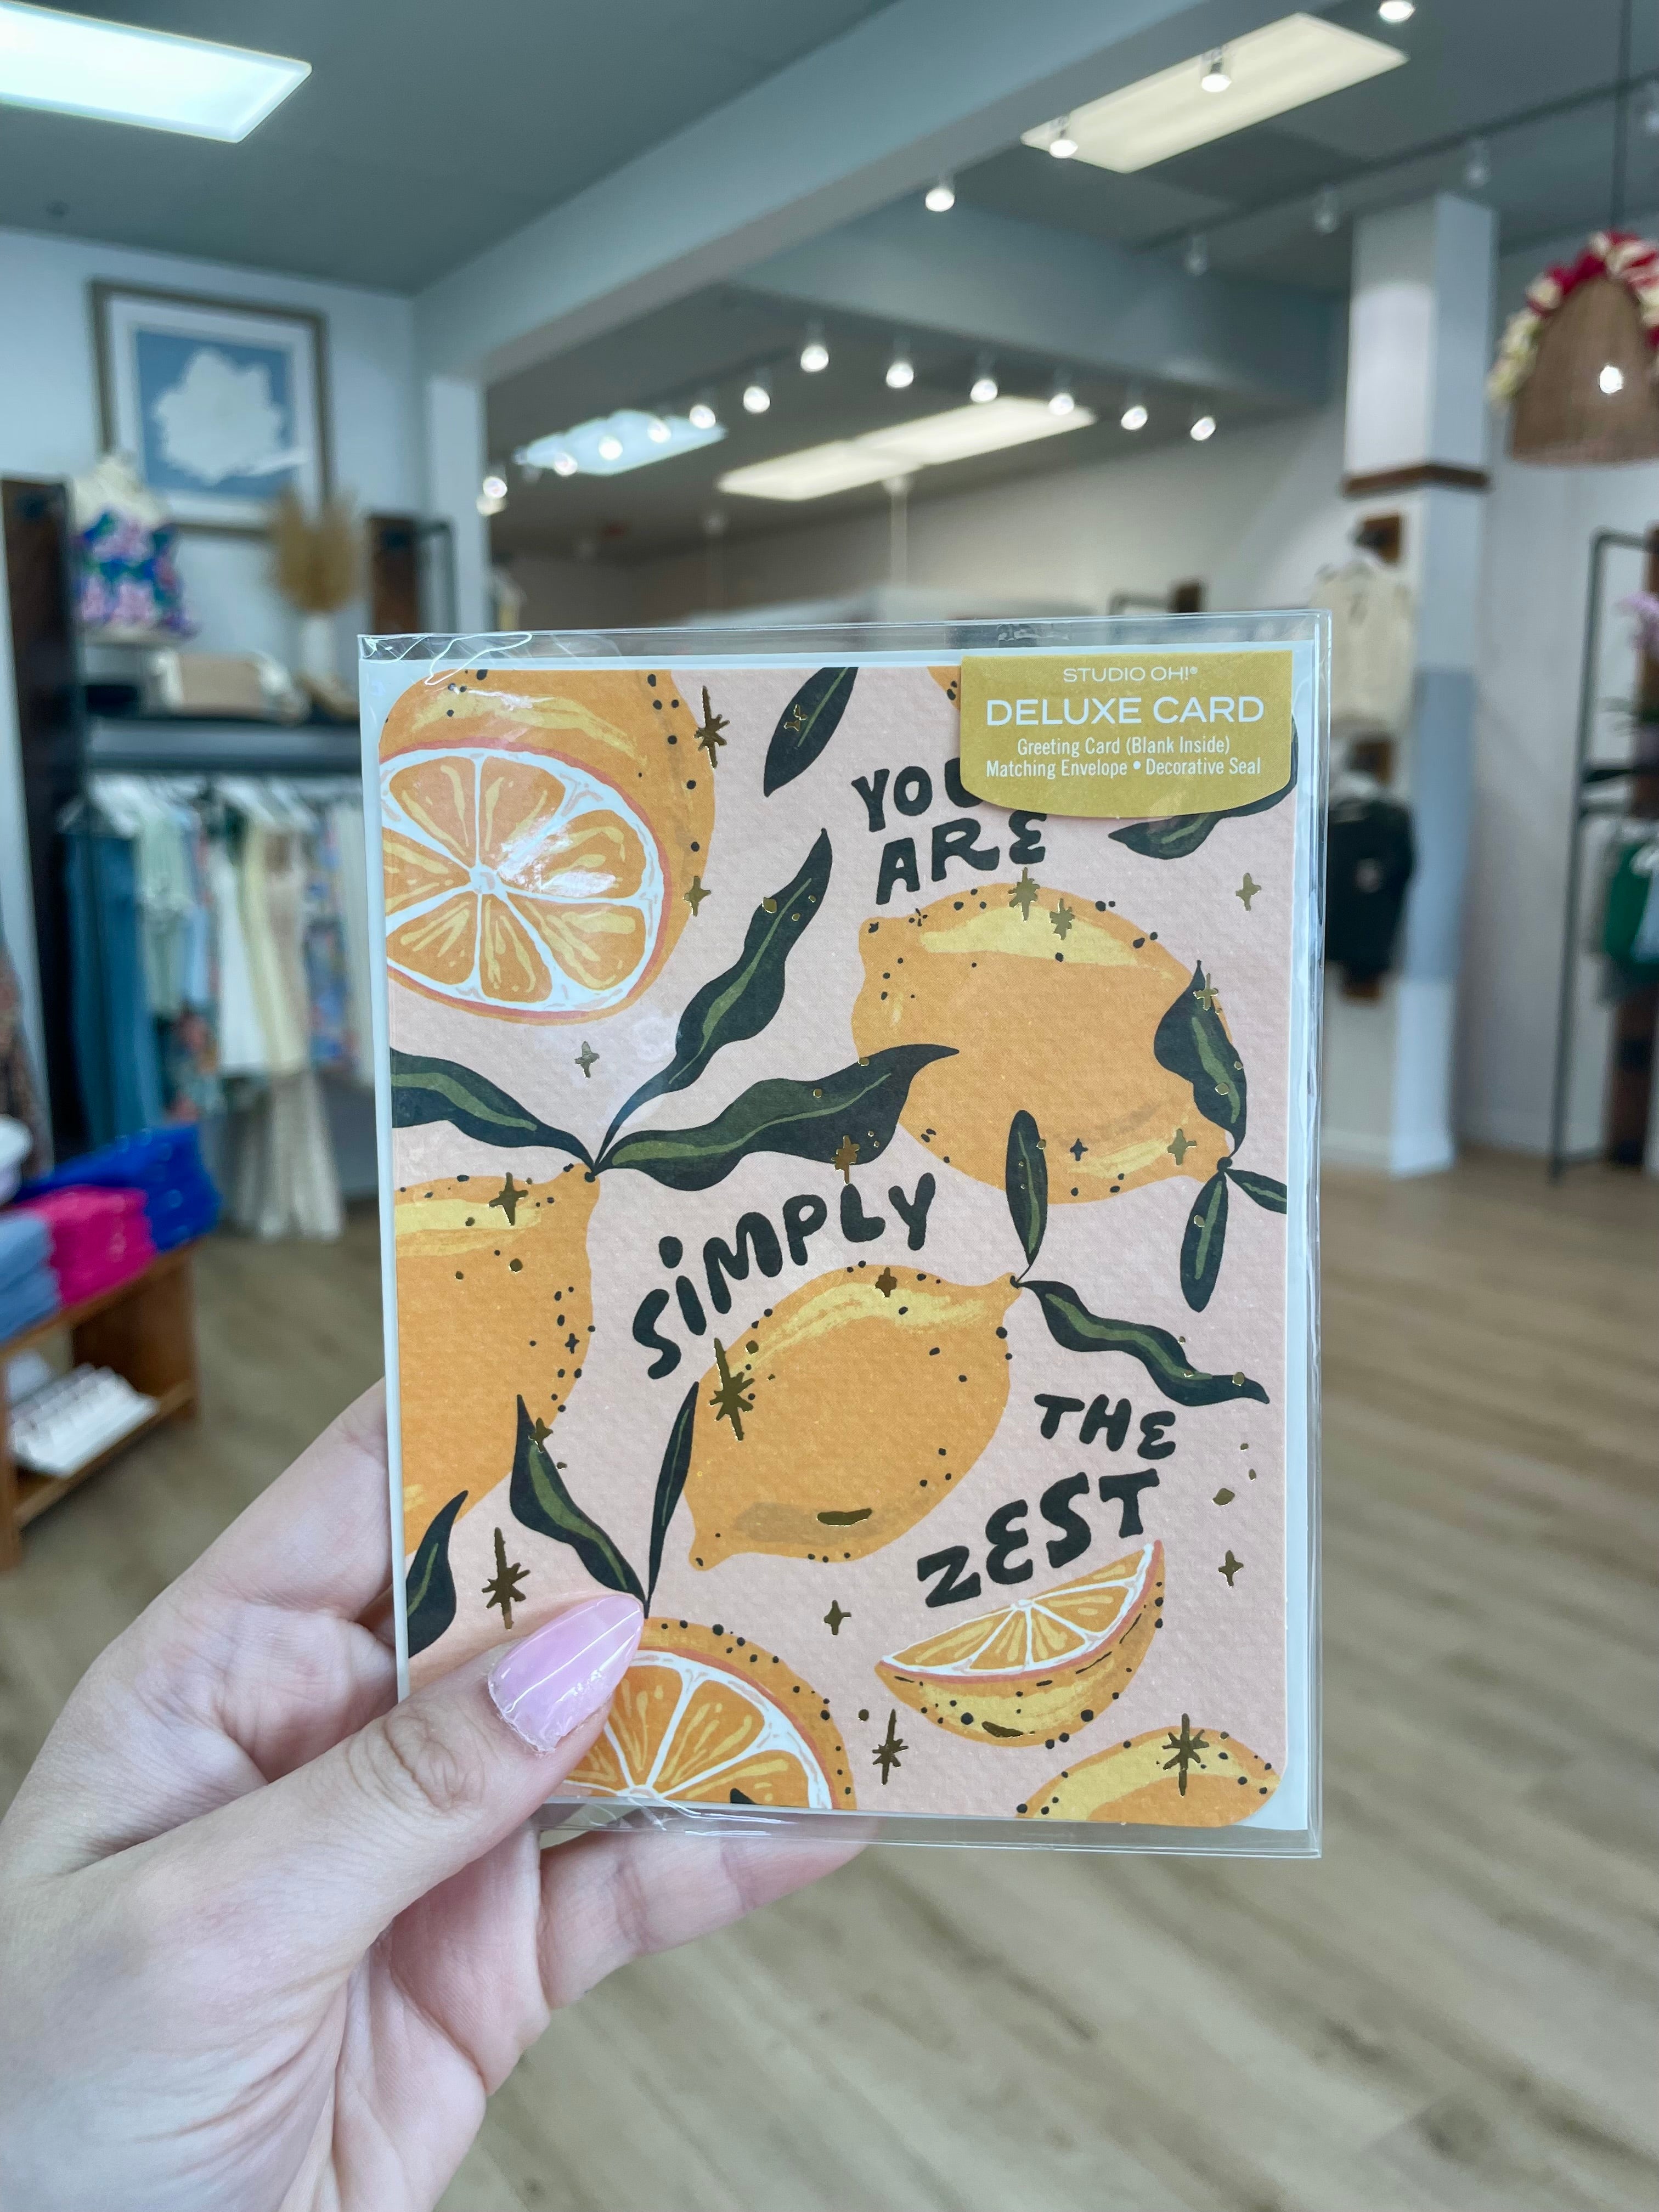 STUDIO OH!®
DELUXE CARD
Greeting Card (Blank Inside)
Matching Envelope • Decorative Seal
YOU
ARE
SiMPLY
THE
ZEST